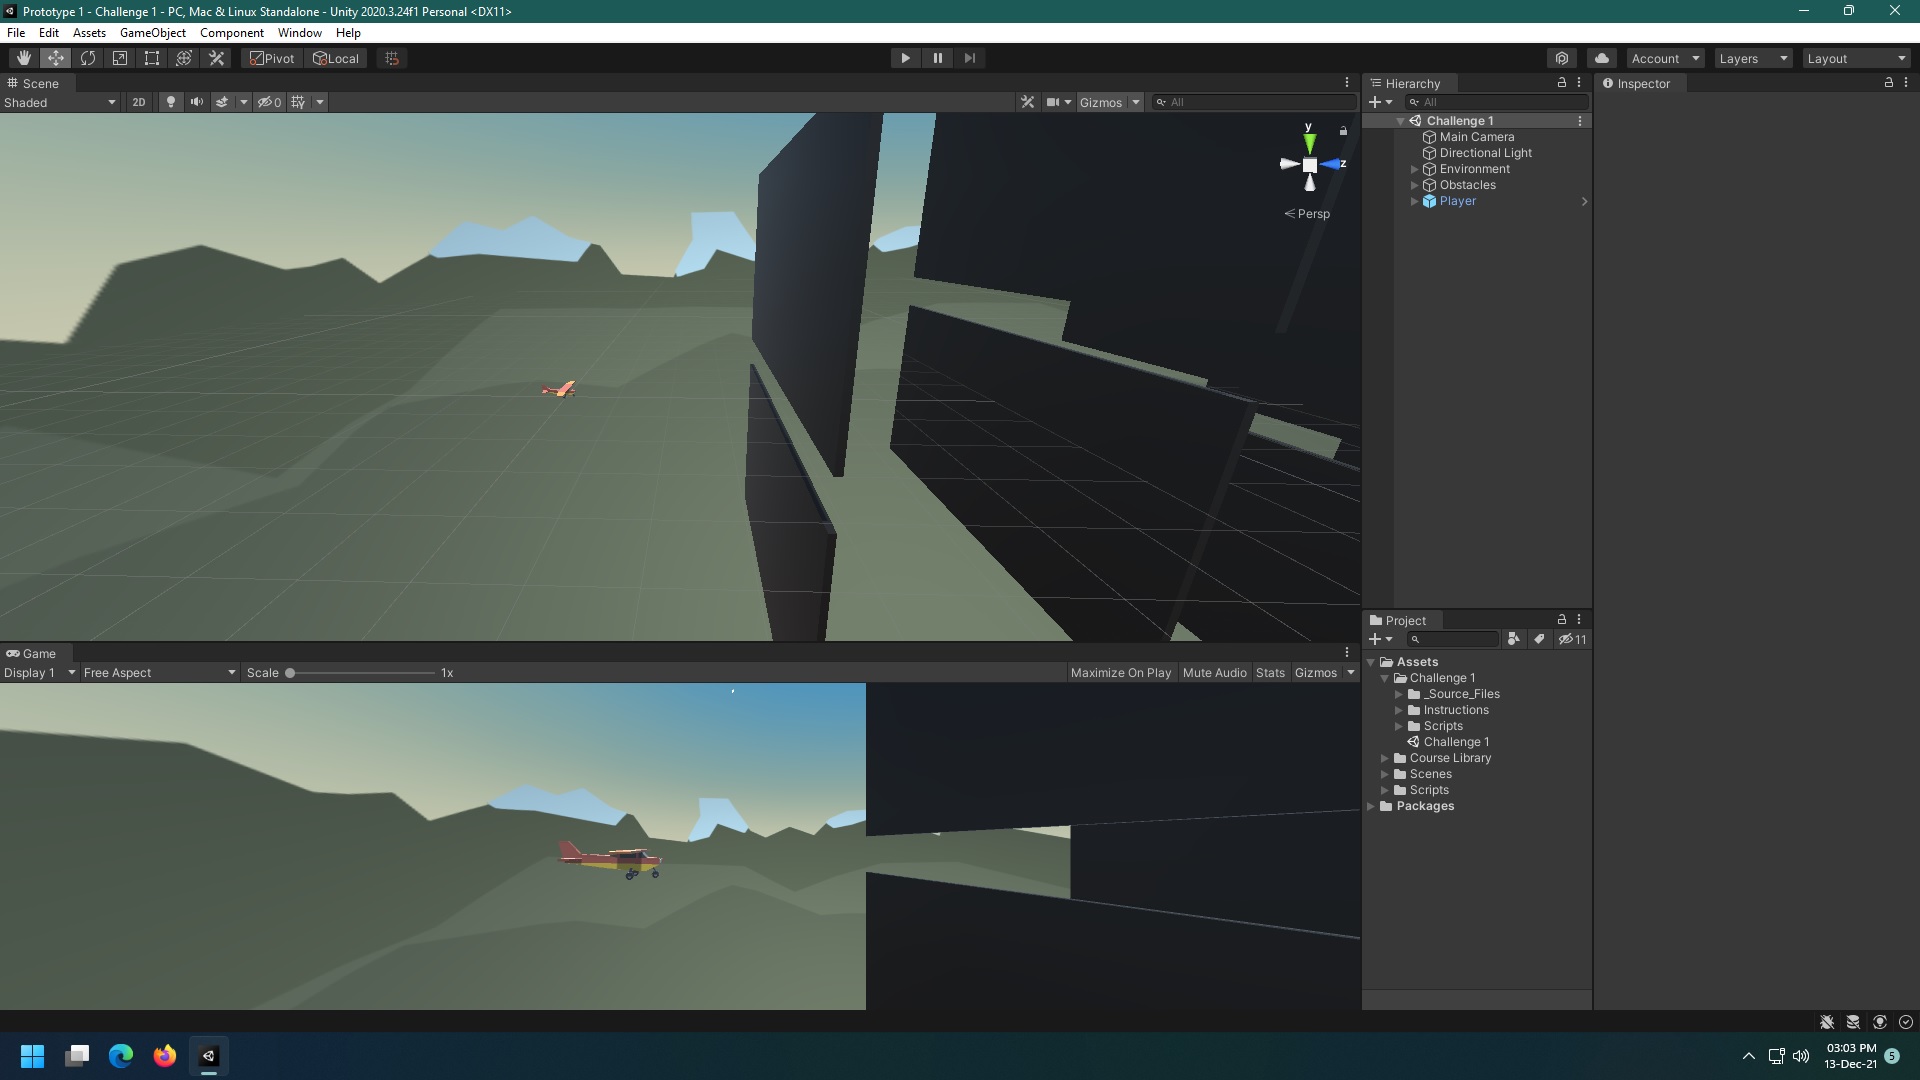 Prototype 1 - Challenge 1 - PC, Mac & Linux Standalone - Unity 2020.3.24f1 Personal <DX11>
File Edit Assets GameObject Component Window Help
Pivot Local Account Layers Layout
Scene
Shaded 2D 0 Gizmos All
y
z
Persp
Hierarchy
All
Challenge 1
Main Camera
Directional Light
Environment
Obstacles
Player
Inspector
Game
Display 1 Free Aspect Scale 1x Maximize On Play Mute Audio Stats Gizmos
Project
11
Assets
Challenge 1
_Source_Files
Instructions
Scripts
Challenge 1
Course Library
Scenes
Scripts
Packages
03:03 PM
13-Dec-21
5